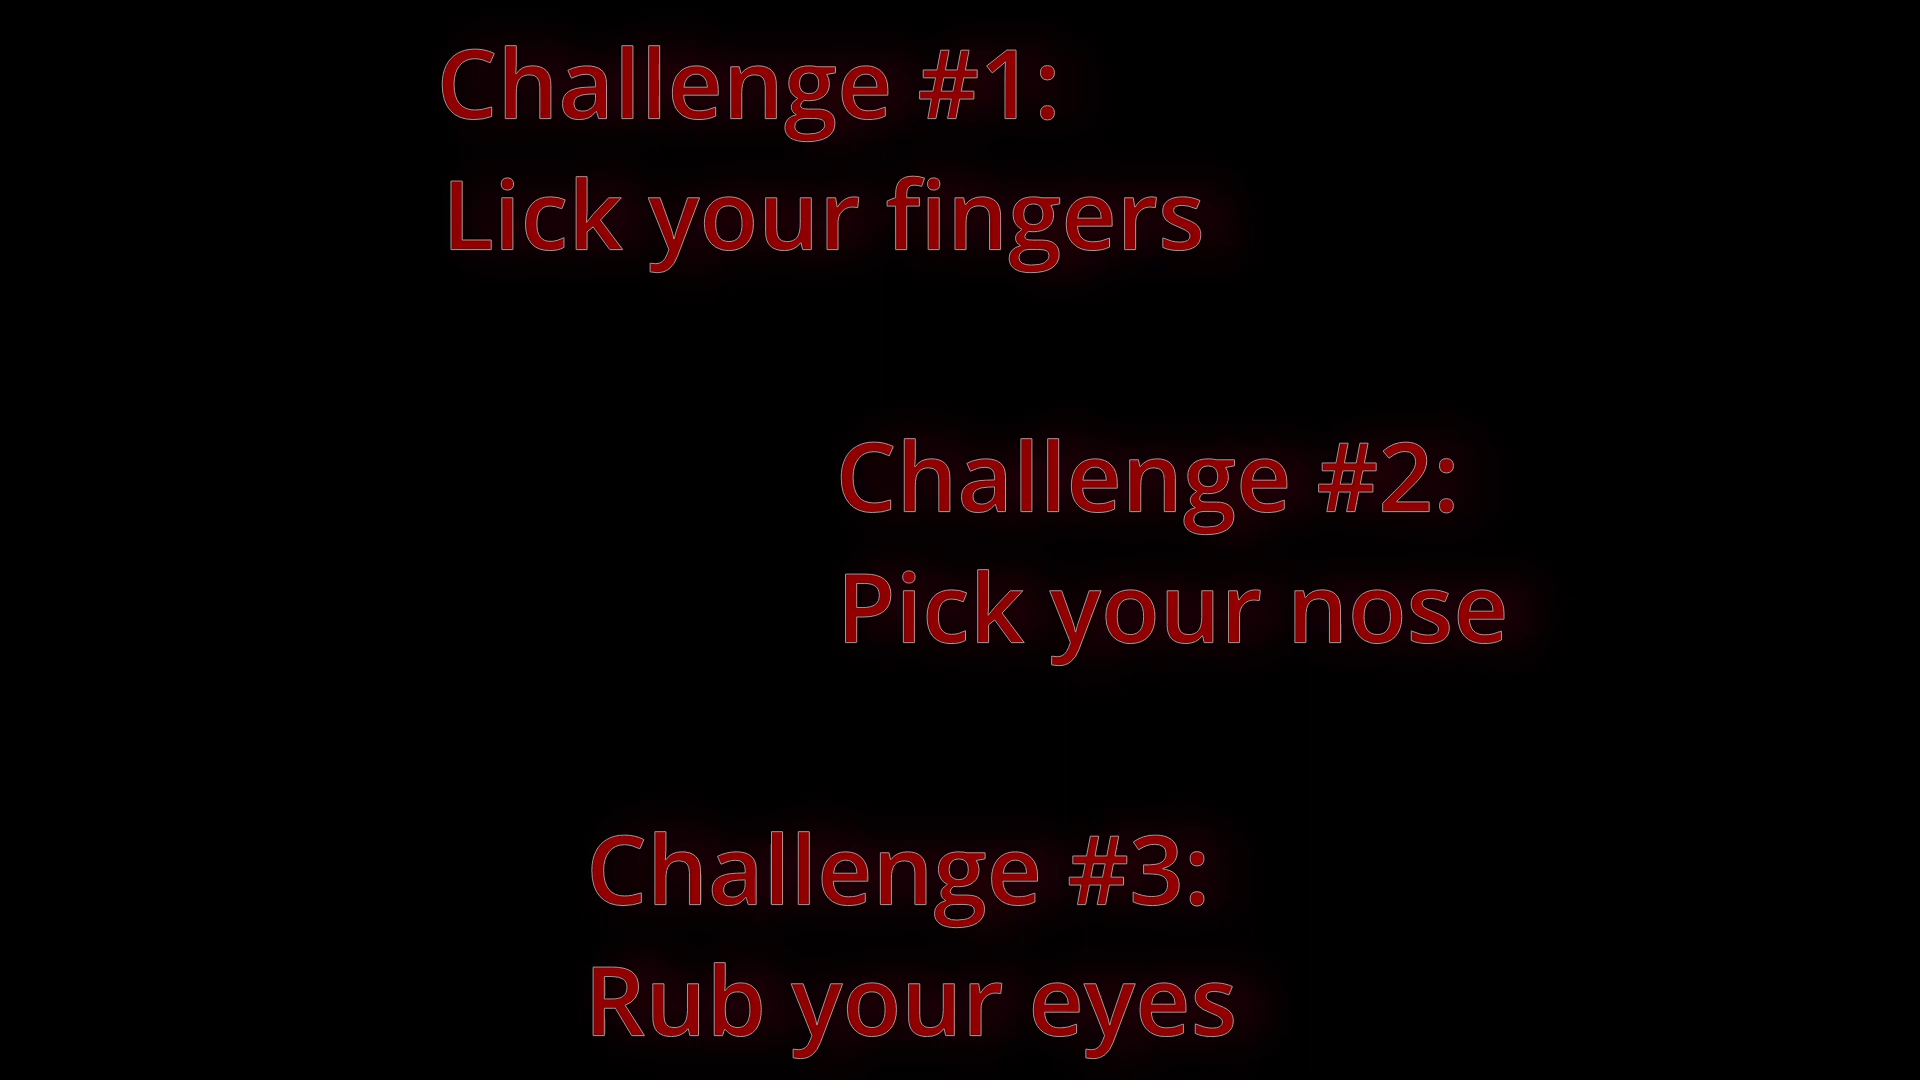 Challenge #1:
Lick your fingers
Challenge #2:
Pick your nose
Challenge #3:
Rub your eyes